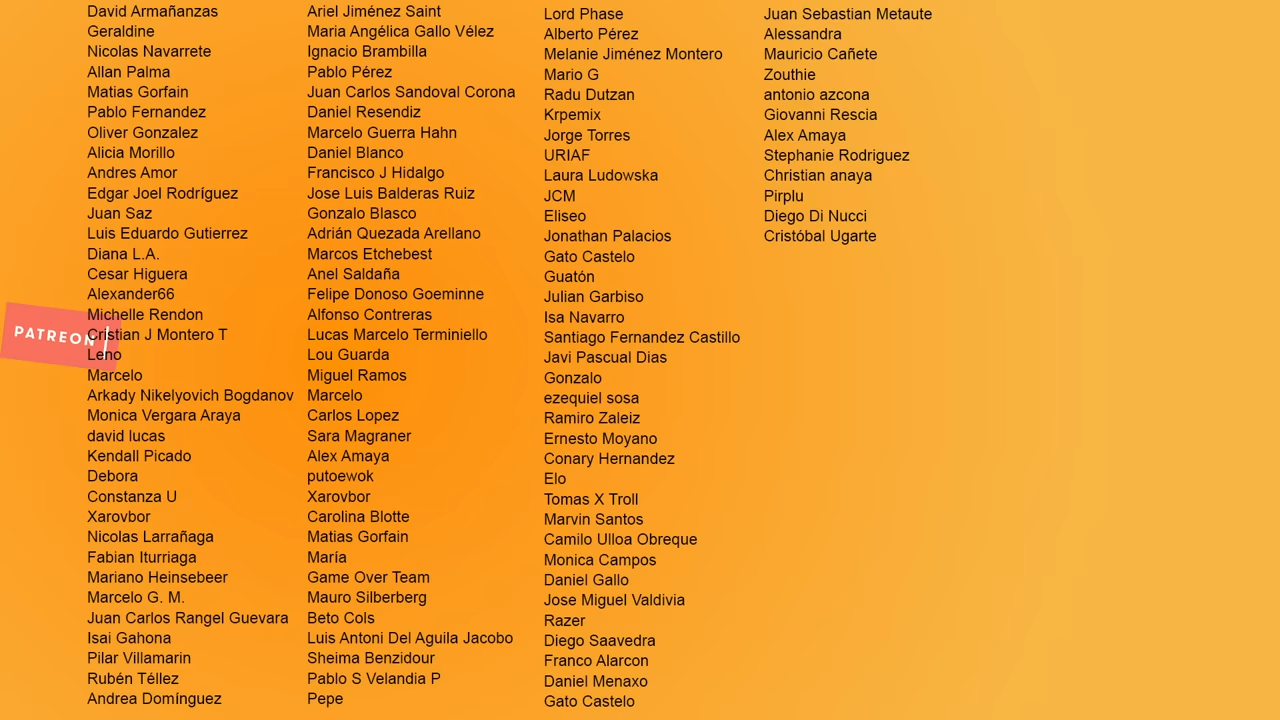 David Armañanzas
Geraldine
Nicolas Navarrete
Allan Palma
Matias Gorfain
Pablo Fernandez
Oliver Gonzalez
Alicia Morillo
Andres Amor
Edgar Joel Rodríguez
Juan Saz
Luis Eduardo Gutierrez
Diana L.A.
Cesar Higuera
Alexander66
Michelle Rendon
PATREON
Cristian J Montero T
Leno
Marcelo
Arkady Nikelyovich Bogdanov
Monica Vergara Araya
david lucas
Kendall Picado
Debora
Constanza U
Xarovbor
Nicolas Larrañaga
Fabian Iturriaga
Mariano Heinsebeer
Marcelo G. M.
Juan Carlos Rangel Guevara
Isai Gahona
Pilar Villamarin
Rubén Téllez
Andrea Domínguez
Ariel Jiménez Saint
Maria Angélica Gallo Vélez
Ignacio Brambilla
Pablo Pérez
Juan Carlos Sandoval Corona
Daniel Resendiz
Marcelo Guerra Hahn
Daniel Blanco
Francisco J Hidalgo
Jose Luis Balderas Ruiz
Gonzalo Blasco
Adrián Quezada Arellano
Marcos Etchebest
Anel Saldaña
Felipe Donoso Goeminne
Alfonso Contreras
Lucas Marcelo Terminiello
Lou Guarda
Miguel Ramos
Marcelo
Carlos Lopez
Sara Magraner
Alex Amaya
putoewok
Xarovbor
Carolina Blotte
Matias Gorfain
María
Game Over Team
Mauro Silberberg
Beto Cols
Luis Antoni Del Aguila Jacobo
Sheima Benzidour
Pablo S Velandia P
Pepe
Lord Phase
Alberto Pérez
Melanie Jiménez Montero
Mario G
Radu Dutzan
Krpemix
Jorge Torres
URIAF
Laura Ludowska
JCM
Eliseo
Jonathan Palacios
Gato Castelo
Guatón
Julian Garbiso
Isa Navarro
Santiago Fernandez Castillo
Javi Pascual Dias
Gonzalo
ezequiel sosa
Ramiro Zaleiz
Ernesto Moyano
Conary Hernandez
Elo
Tomas X Troll
Marvin Santos
Camilo Ulloa Obreque
Monica Campos
Daniel Gallo
Jose Miguel Valdivia
Razer
Diego Saavedra
Franco Alarcon
Daniel Menaxo
Gato Castelo
Juan Sebastian Metaute
Alessandra
Mauricio Cañete
Zouthie
antonio azcona
Giovanni Rescia
Alex Amaya
Stephanie Rodriguez
Christian anaya
Pirplu
Diego Di Nucci
Cristóbal Ugarte